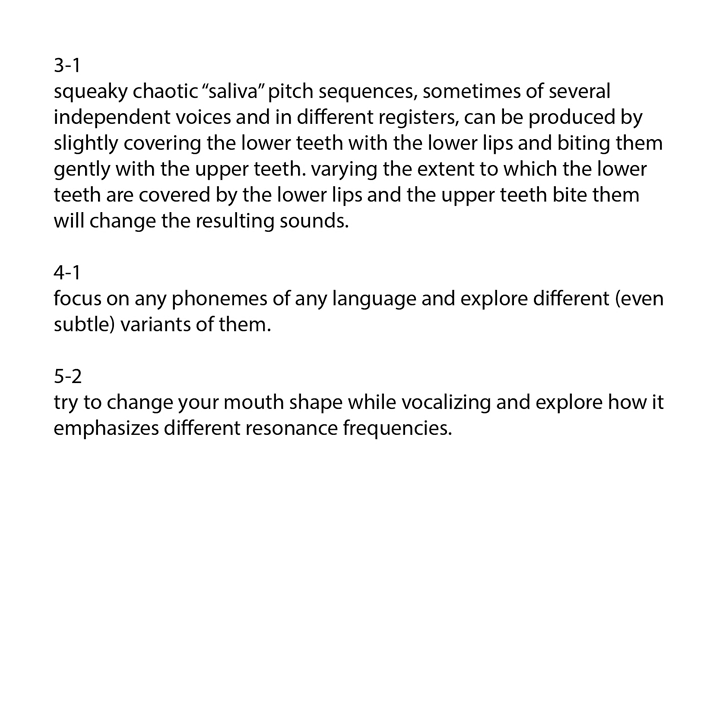 3-1
squeaky chaotic “saliva” pitch sequences, sometimes of several
independent voices and in different registers, can be produced by
slightly covering the lower teeth with the lower lips and biting them
gently with the upper teeth. varying the extent to which the lower
teeth are covered by the lower lips and the upper teeth bite them
will change the resulting sounds.
4-1
focus on any phonemes of any language and explore different (even
subtle) variants of them.
5-2
try to change your mouth shape while vocalizing and explore how it
emphasizes different resonance frequencies.